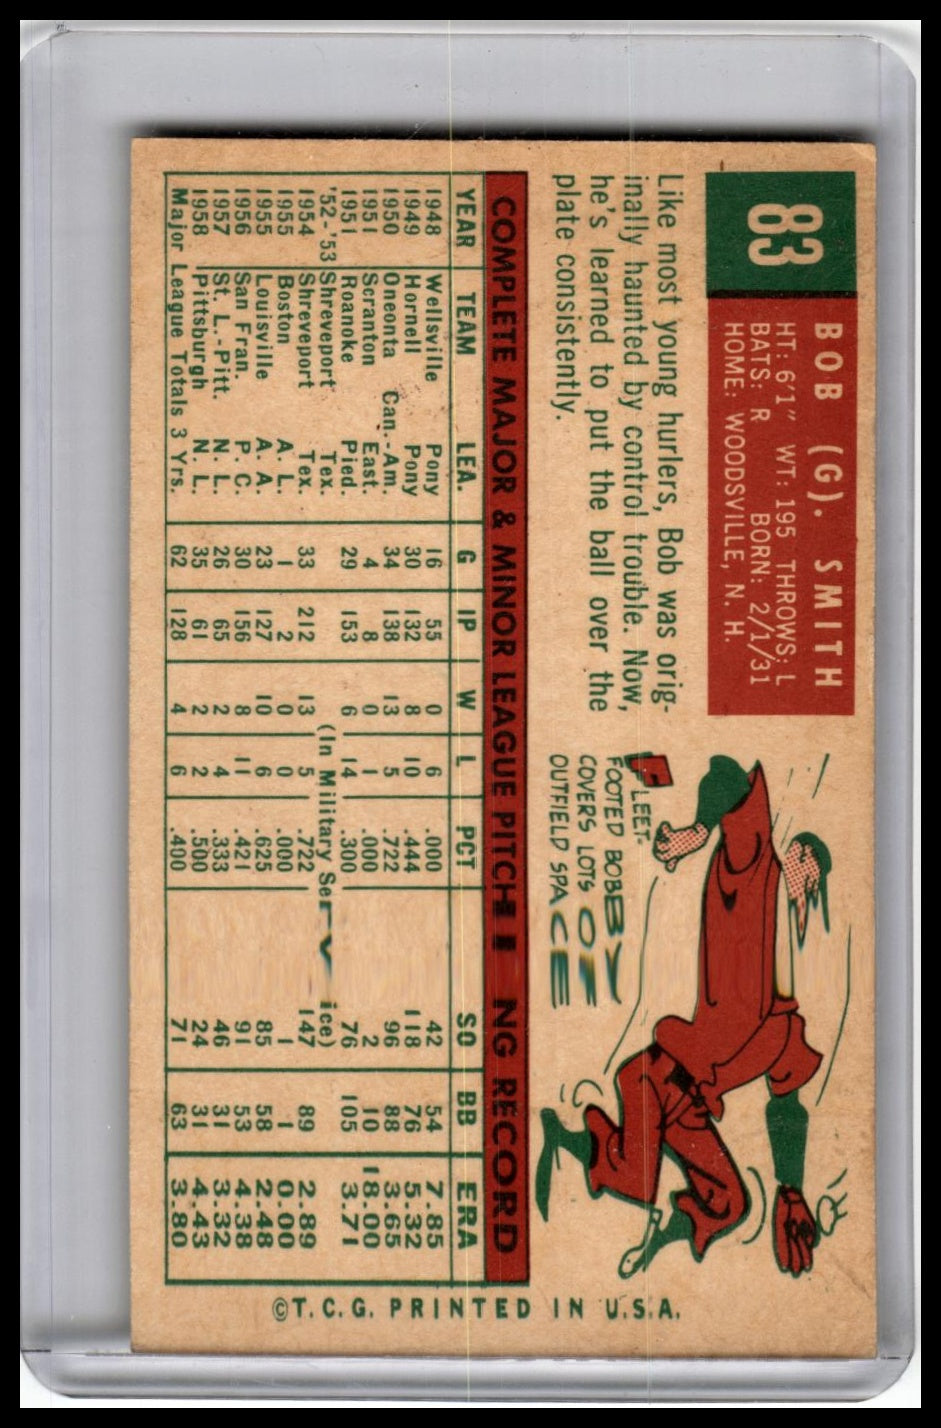 83
BOB (G). SMITH
HT: 6'1" WT: 195 THROWS: L
BATS: R BORN: 2/1/31
HOME: WOODSVILLE, N. H.
Like most young hurlers, Bob was orig-
inally haunted by control trouble. Now,
he's learned to put the ball over the
plate consistently.
FLEET-
FOOTED BOBBY
COVERS LOTS OF
OUTFIELD SPACE
COMPLETE MAJOR & MINOR LEAGUE PITCHING RECORD
YEAR TEAM LEA. G IP W L PCT SO BB ERA
1948 Wellsville Pony 16 55 0 6 .000 42 54 7.85
1949 Hornell Pony 30 132 8 10 .444 118 76 5.32
1950 Oneonta Can.-Am. 34 138 13 5 .722 96 88 3.65
1951 Scranton East. 4 8 0 1 .000 2 10 18.00
1951 Roanoke Pied. 29 153 6 14 .300 76 105 3.71
'52-'53 Shreveport Tex. (In Military Service)
1954 Shreveport Tex. 33 212 13 5 .722 147 89 2.89
1955 Boston A. L. 1 2 0 0 .000 1 1 0.00
1955 Louisville A. A. 23 127 10 6 .625 85 58 2.48
1956 San Fran. P. C. 30 156 8 11 .421 91 53 4.38
1957 St. L.-Pitt. N. L. 26 65 2 4 .333 46 31 3.32
1958 Pittsburgh N. L. 35 61 2 2 .500 24 31 4.43
Major League Totals 3 Yrs. 62 128 4 6 .400 71 63 3.80
©T. C. G. PRINTED IN U.S.A.